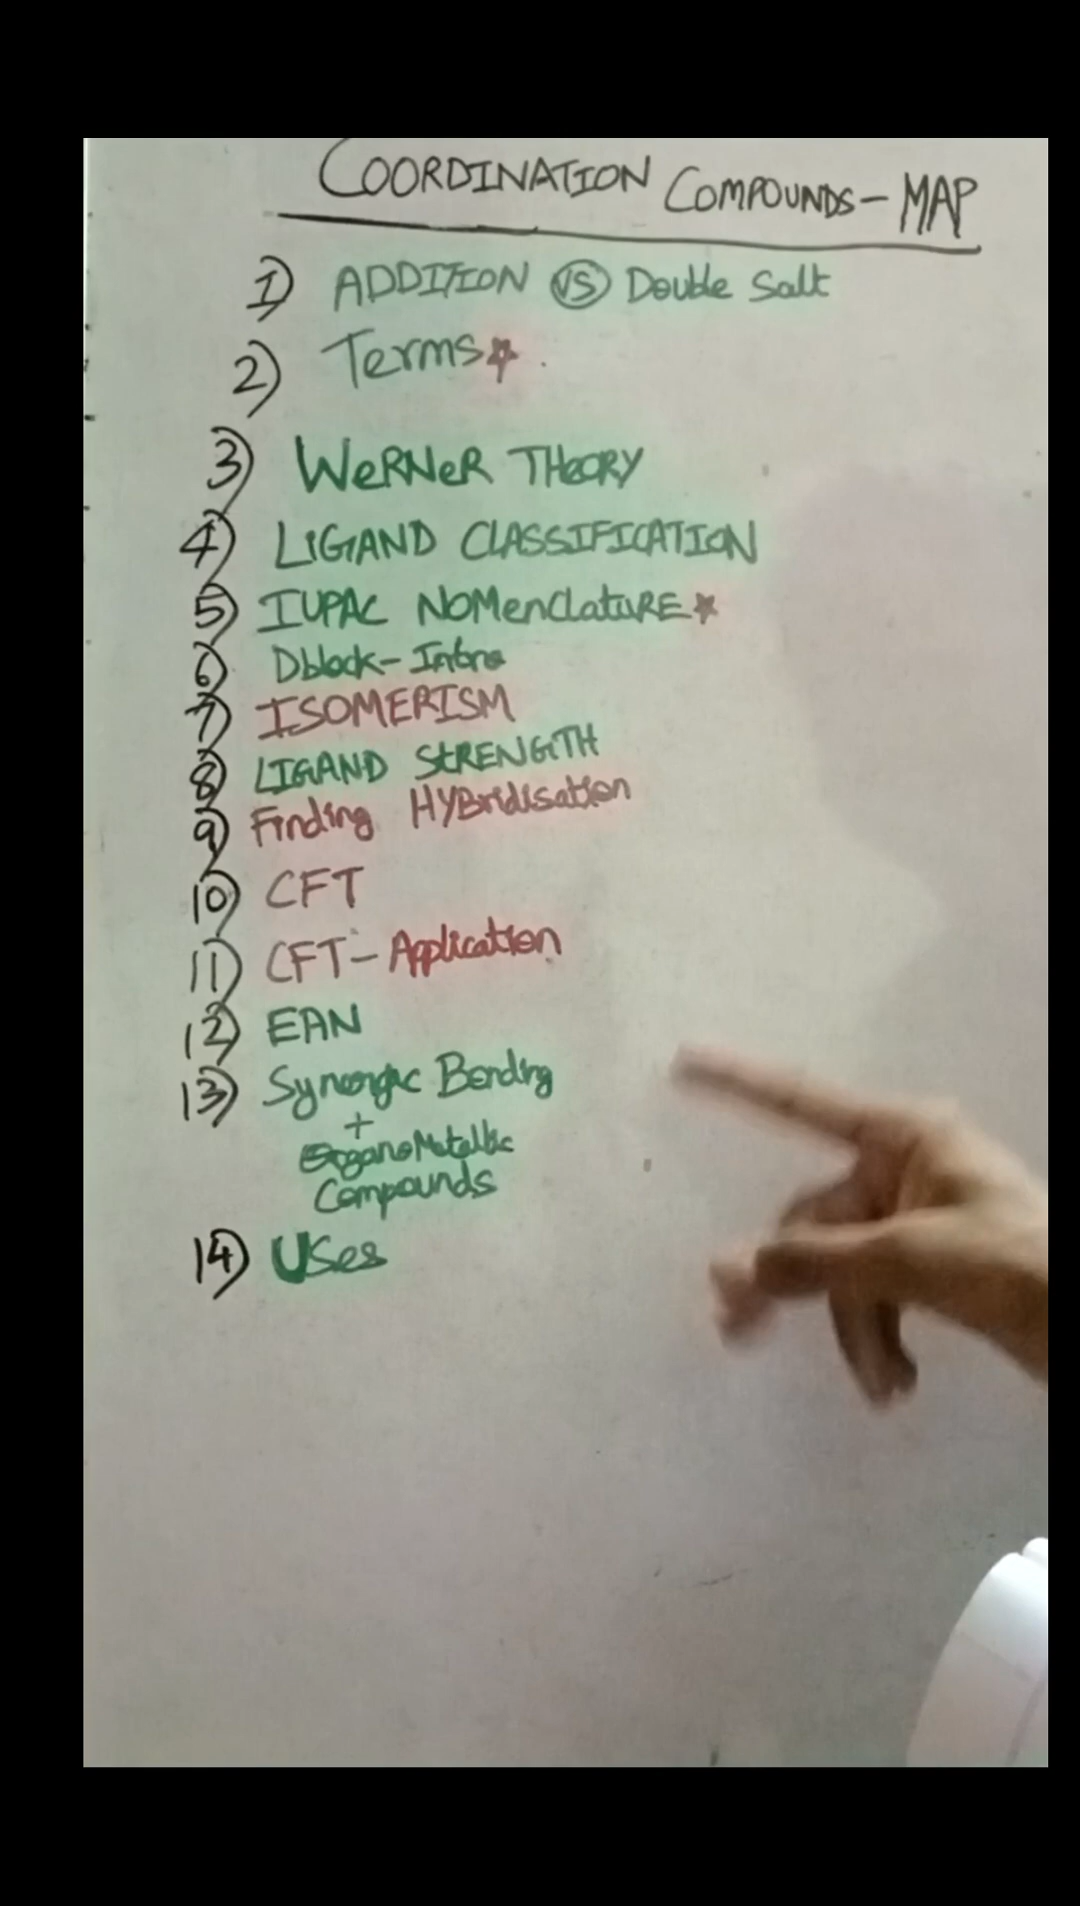 COORDINATION COMPOUNDS - MAP
1) ADDITION VS Double Salt
2) Terms
3) WERNER THEORY
4) LIGAND CLASSIFICATION
5) IUPAC NOMENCLATURE
6) Dblock - Intro
7) ISOMERISM
8) LIGAND STRENGTH
9) Finding HYBridisation
10) CFT
11) CFT - Application
12) EAN
13) Synergic Bonding
+
OrganoMetallic
Compounds
14) Uses